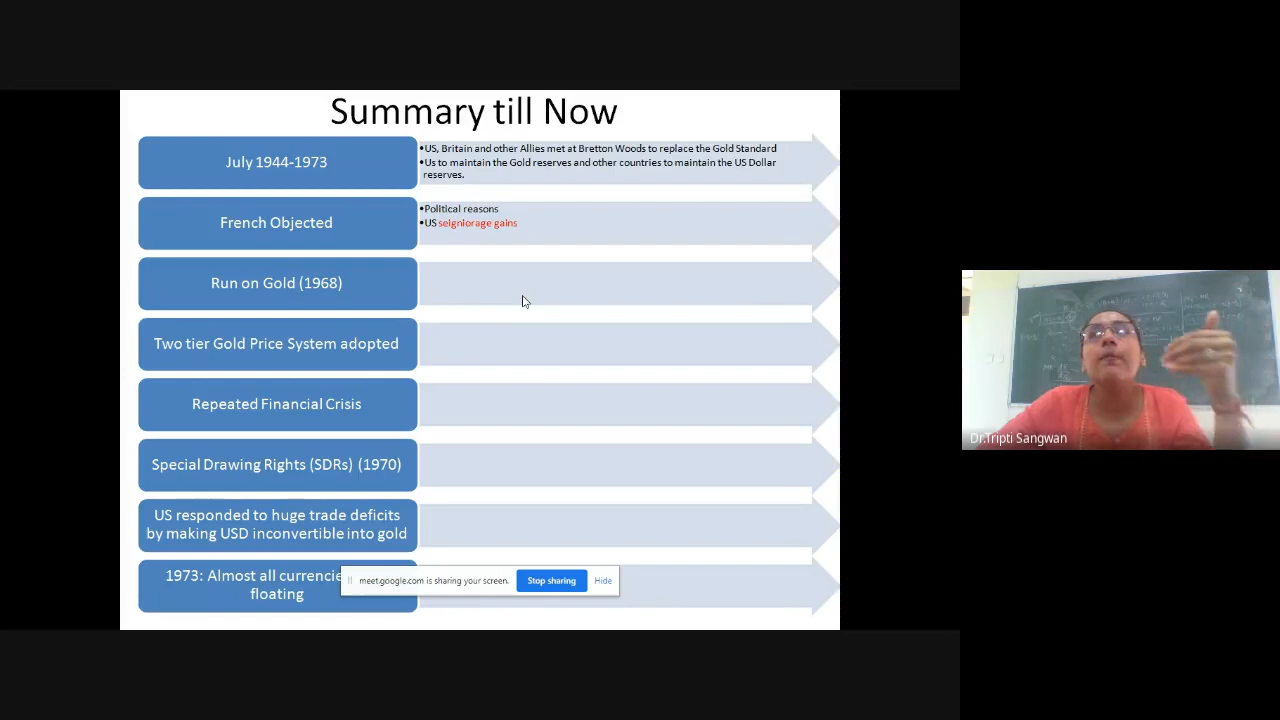 Summary till Now
July 1944-1973
•US, Britain and other Allies met at Bretton Woods to replace the Gold Standard
•Us to maintain the Gold reserves and other countries to maintain the US Dollar
reserves.
French Objected
•Political reasons
•US seigniorage gains
Run on Gold (1968)
Two tier Gold Price System adopted
Repeated Financial Crisis
Special Drawing Rights (SDRs) (1970)
US responded to huge trade deficits
by making USD inconvertible into gold
1973: Almost all currencie
floating
meet.google.com is sharing your screen.
Stop sharing
Hide
Dr.Tripti Sangwan